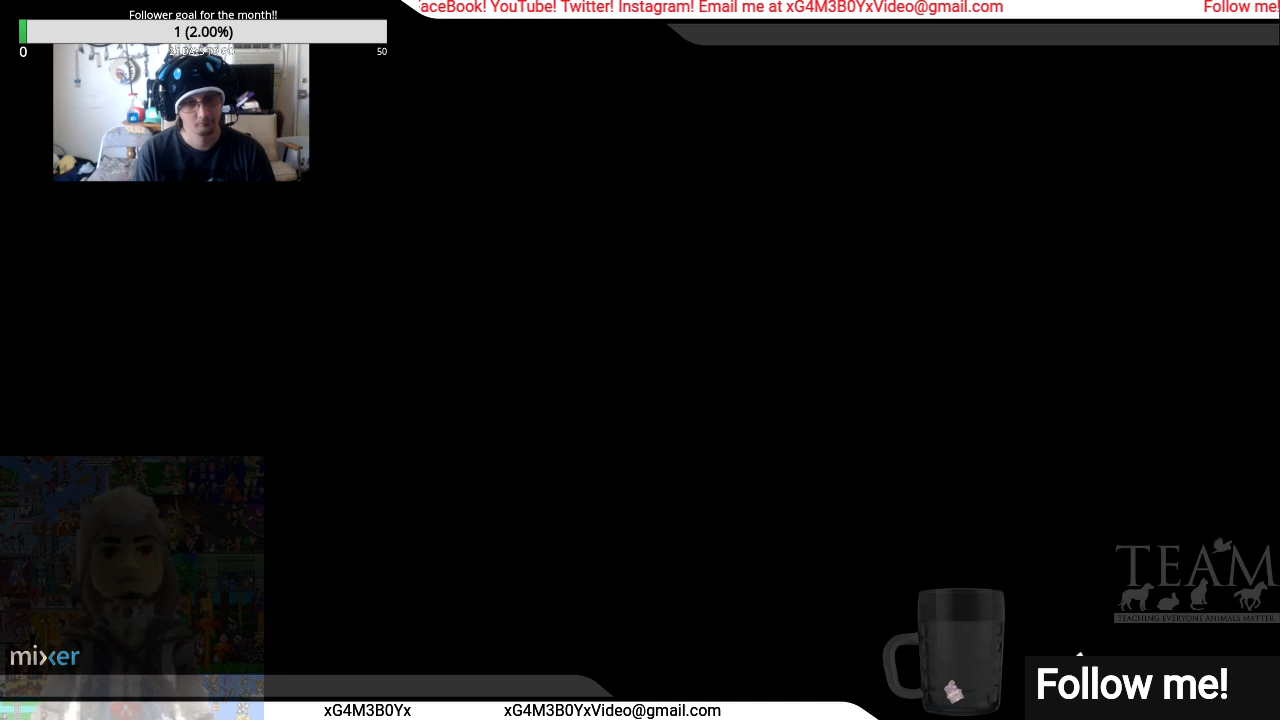 Follower goal for the month!!
aceBook! YouTube! Twitter! Instagram! Email me at xG4M3B0YxVideo@gmail.com
Follow me!
1 (2.00%)
0
50
TEAM
TEACHING EVERYONE ANIMALS MATTER
mixer
Follow me!
xG4M3B0Yx
xG4M3B0YxVideo@gmail.com